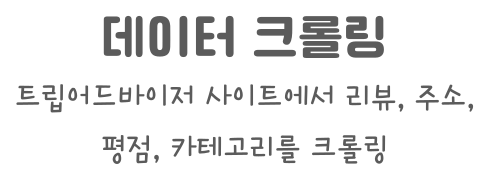 데이터 크롤링
트립어드바이저 사이트에서 리뷰, 주소,
평점, 카테고리를 크롤링